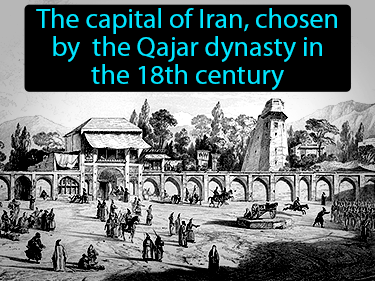 The capital of Iran, chosen
by the Qajar dynasty in
the 18th century